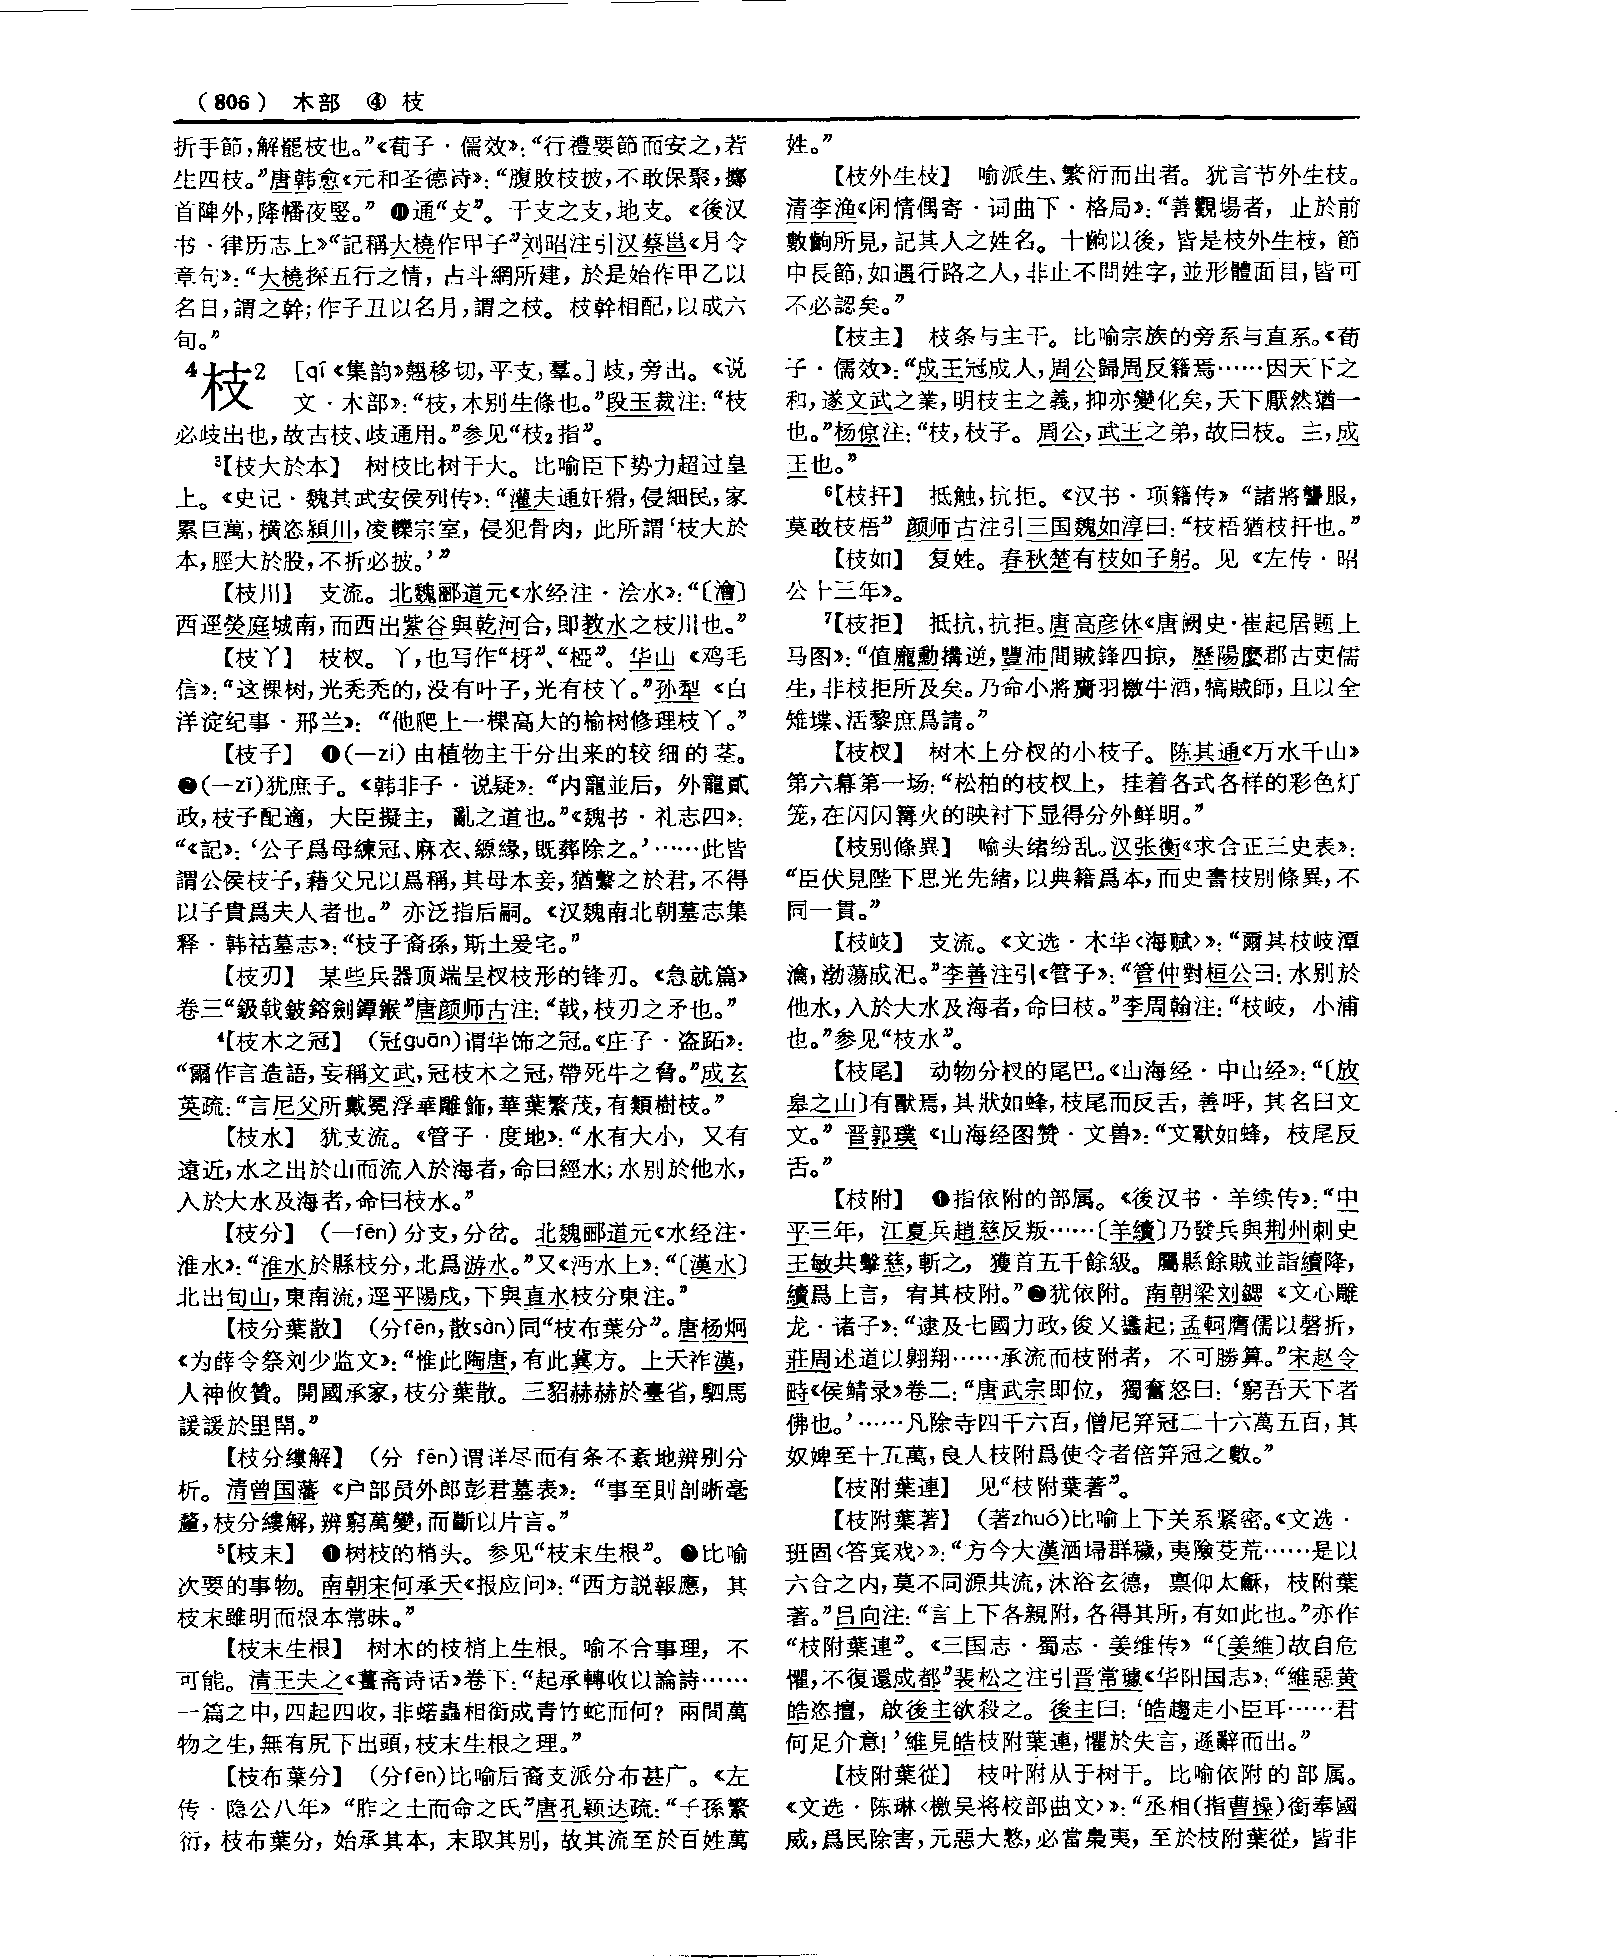 (806) 木部 ④ 枝
折手節,解罷枝也。”《荀子·儒效》:“行禮要節而安之,若
生四枝。”唐韩愈《元和圣德诗》:“腹敗枝披,不敢保聚,擲
首陴外,降幡夜竪。” ⓫通“支”。干支之支,地支。《後汉
书·律历志上》“記稱大橈作甲子”刘昭注引汉蔡邕《月令
章句》:“大橈探五行之情,占斗綱所建,於是始作甲乙以
名日,謂之幹;作子丑以名月,謂之枝。枝幹相配,以成六
旬。”
4枝2 [qí《集韵》翘移切,平支,羣。]歧,旁出。《说
文·木部》:“枝,木别生條也。”段玉裁注:“枝
必歧出也,故古枝、歧通用。”参见“枝2指”。
3【枝大於本】 树枝比树干大。比喻臣下势力超过皇
上。《史记·魏其武安侯列传》:“灌夫通奸猾,侵細民,家
累巨萬,横恣潁川,凌轢宗室,侵犯骨肉,此所謂‘枝大於
本,脛大於股,不折必披。’”
【枝川】 支流。北魏郦道元《水经注·浍水》:“〔澮〕
西逕熒庭城南,而西出紫谷與乾河合,即教水之枝川也。”
【枝丫】 枝杈。丫,也写作“枒”、“椏”。华山《鸡毛
信》:“这棵树,光秃秃的,没有叶子,光有枝丫。”孙犁《白
洋淀纪事·邢兰》:“他爬上一棵高大的榆树修理枝丫。”
【枝子】 ❶(—zi)由植物主干分出来的较细的茎。
❷(—zǐ)犹庶子。《韩非子·说疑》:“内寵並后,外寵貳
政,枝子配適,大臣擬主,亂之道也。”《魏书·礼志四》:
“《記》:‘公子爲母練冠、麻衣、縓緣,既葬除之。’……此皆
謂公侯枝子,藉父兄以爲稱,其母本妾,猶繫之於君,不得
以子貴爲夫人者也。”亦泛指后嗣。《汉魏南北朝墓志集
释·韩祜墓志》:“枝子裔孫,斯土爰宅。”
【枝刃】 某些兵器顶端呈杈枝形的锋刃。《急就篇》
卷三“鈒戟鈹鎔劍鐔鍭”唐颜师古注:“戟,枝刃之矛也。”
4【枝木之冠】 (冠guān)谓华饰之冠。《庄子·盗跖》:
“爾作言造語,妄稱文武,冠枝木之冠,帶死牛之脅。”成玄
英疏:“言尼父所戴冕浮華雕飾,華葉繁茂,有類樹枝。”
【枝水】 犹支流。《管子·度地》:“水有大小,又有
遠近,水之出於山而流入於海者,命曰經水;水别於他水,
入於大水及海者,命曰枝水。”
【枝分】 (—fēn)分支,分岔。北魏郦道元《水经注·
淮水》:“淮水於縣枝分,北爲游水。”又《沔水上》:“〔漢水〕
北出旬山,東南流,逕平陽戍,下與直水枝分東注。”
【枝分葉散】 (分fēn,散sàn)同“枝布葉分”。唐杨炯
《为薛令祭刘少监文》:“惟此陶唐,有此冀方。上天祚漢,
人神攸贊。開國承家,枝分葉散。三貂赫赫於臺省,駟馬
諼諼於里閈。”
【枝分縷解】 (分 fēn)谓详尽而有条不紊地辨别分
析。清曾国藩《户部员外郎彭君墓表》:“事至則剖晰毫
釐,枝分縷解,辨窮萬變,而斷以片言。”
5【枝末】 ❶树枝的梢头。参见“枝末生根”。❷比喻
次要的事物。南朝宋何承天《报应问》:“西方説報應,其
枝末雖明而根本常昧。”
【枝末生根】 树木的枝梢上生根。喻不合事理,不
可能。清王夫之《薑斋诗话》卷下:“起承轉收以論詩……
一篇之中,四起四收,非蛣蟲相銜成青竹蛇而何?兩間萬
物之生,無有尻下出頭,枝末生根之理。”
【枝布葉分】 (分fēn)比喻后裔支派分布甚广。《左
传·隐公八年》“胙之土而命之氏”唐孔颖达疏:“子孫繁
衍,枝布葉分,始承其本,末取其别,故其流至於百姓萬
姓。”
【枝外生枝】 喻派生、繁衍而出者。犹言节外生枝。
清李渔《闲情偶寄·词曲下·格局》:“善觀場者,止於前
數齣所見,記其人之姓名。十齣以後,皆是枝外生枝,節
中長節,如遇行路之人,非止不問姓字,並形體面目,皆可
不必認矣。”
【枝主】 枝条与主干。比喻宗族的旁系与直系。《荀
子·儒效》:“成王冠成人,周公歸周反籍焉……因天下之
和,遂文武之業,明枝主之義,抑亦變化矣,天下厭然猶一
也。”杨倞注:“枝,枝子。周公,武王之弟,故曰枝。主,成
王也。”
6【枝扞】 抵触,抗拒。《汉书·项籍传》“諸將讋服,
莫敢枝梧”颜师古注引三国魏如淳曰:“枝梧猶枝扞也。”
【枝如】 复姓。春秋楚有枝如子躬。见《左传·昭
公十三年》。
7【枝拒】 抵抗,抗拒。唐高彦休《唐阙史·崔起居题上
马图》:“值龐勳搆逆,豐沛間賊鋒四掠,歷陽麼郡古吏儒
生,非枝拒所及矣。乃命小將齎羽檄牛酒,犒賊師,且以全
雉堞、活黎庶爲請。”
【枝杈】 树木上分杈的小枝子。陈其通《万水千山》
第六幕第一场:“松柏的枝杈上,挂着各式各样的彩色灯
笼,在闪闪篝火的映衬下显得分外鲜明。”
【枝别條異】 喻头绪纷乱。汉张衡《求合正三史表》:
“臣伏見陛下思光先緒,以典籍爲本,而史書枝别條異,不
同一貫。”
【枝岐】 支流。《文选·木华〈海赋〉》:“爾其枝岐潭
瀹,渤蕩成汜。”李善注引《管子》:“管仲對桓公曰:水别於
他水,入於大水及海者,命曰枝。”李周翰注:“枝岐,小浦
也。”参见“枝水”。
【枝尾】 动物分杈的尾巴。《山海经·中山经》:“〔放
皋之山〕有獸焉,其狀如蜂,枝尾而反舌,善呼,其名曰文
文。”晋郭璞《山海经图赞·文兽》:“文獸如蜂,枝尾反
舌。”
【枝附】 ❶指依附的部属。《後汉书·羊续传》:“中
平三年,江夏兵趙慈反叛……〔羊續〕乃發兵與荆州刺史
王敏共擊慈,斬之,獲首五千餘級。屬縣餘賊並詣續降,
續爲上言,宥其枝附。”❷犹依附。南朝梁刘勰《文心雕
龙·诸子》:“逮及七國力政,俊乂蠭起;孟軻膺儒以磬折,
莊周述道以翱翔……承流而枝附者,不可勝算。”宋赵令
畤《侯鲭录》卷二:“唐武宗即位,獨奮怒曰:‘窮吾天下者
佛也。’……凡除寺四千六百,僧尼笄冠二十六萬五百,其
奴婢至十五萬,良人枝附爲使令者倍笄冠之數。”
【枝附葉連】 见“枝附葉著”。
【枝附葉著】 (著zhuó)比喻上下关系紧密。《文选·
班固〈答宾戏〉》:“方今大漢洒埽群穢,夷險芟荒……是以
六合之内,莫不同源共流,沐浴玄德,禀仰太龢,枝附葉
著。”吕向注:“言上下各親附,各得其所,有如此也。”亦作
“枝附葉連”。《三国志·蜀志·姜维传》“〔姜維〕故自危
懼,不復還成都”裴松之注引晋常璩《华阳国志》:“維惡黄
皓恣擅,啟後主欲殺之。後主曰:‘皓趨走小臣耳……君
何足介意!’維見皓枝附葉連,懼於失言,遜辭而出。”
【枝附葉從】 枝叶附从于树干。比喻依附的部属。
《文选·陈琳〈檄吴将校部曲文〉》:“丞相(指曹操)銜奉國
威,爲民除害,元惡大憝,必當梟夷,至於枝附葉從,皆非